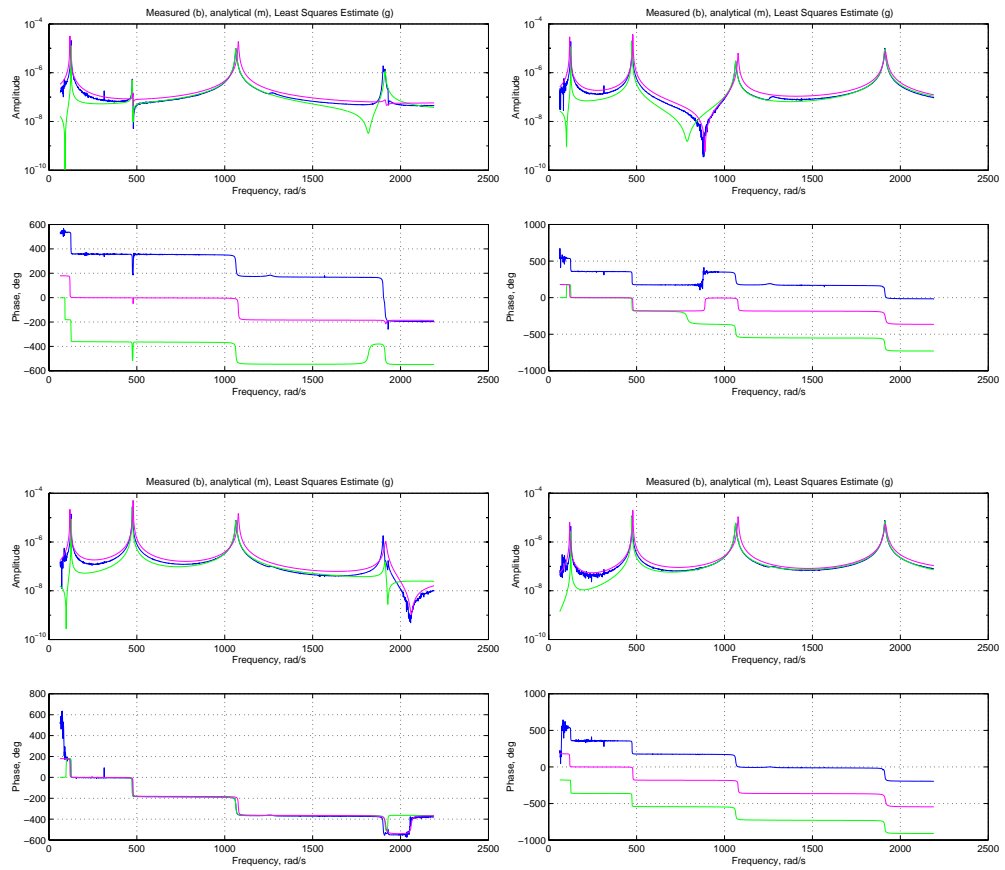 Measured (b), analytical (m), Least Squares Estimate (g)
Amplitude
10⁻⁴
10⁻⁶
10⁻⁸
10⁻¹⁰
0 500 1000 1500 2000 2500
Frequency, rad/s
Measured (b), analytical (m), Least Squares Estimate (g)
Amplitude
10⁻⁴
10⁻⁶
10⁻⁸
10⁻¹⁰
0 500 1000 1500 2000 2500
Frequency, rad/s
Phase, deg
600
400
200
0
−200
−400
−600
0 500 1000 1500 2000 2500
Frequency, rad/s
Phase, deg
1000
500
0
−500
−1000
0 500 1000 1500 2000 2500
Frequency, rad/s
Measured (b), analytical (m), Least Squares Estimate (g)
Amplitude
10⁻⁴
10⁻⁶
10⁻⁸
10⁻¹⁰
0 500 1000 1500 2000 2500
Frequency, rad/s
Measured (b), analytical (m), Least Squares Estimate (g)
Amplitude
10⁻⁴
10⁻⁶
10⁻⁸
10⁻¹⁰
0 500 1000 1500 2000 2500
Frequency, rad/s
Phase, deg
800
600
400
200
0
−200
−400
−600
0 500 1000 1500 2000 2500
Frequency, rad/s
Phase, deg
1000
500
0
−500
−1000
0 500 1000 1500 2000 2500
Frequency, rad/s